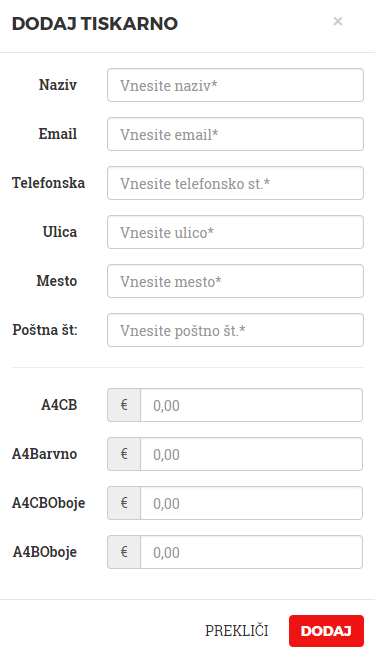 DODAJ TISKARNO ×
Naziv Vnesite naziv*
Email Vnesite email*
Telefonska Vnesite telefonsko st.*
Ulica Vnesite ulico*
Mesto Vnesite mesto*
Poštna št: Vnesite poštno št.*
A4CB € 0,00
A4Barvno € 0,00
A4CBOboje € 0,00
A4BOboje € 0,00
PREKLIČI DODAJ